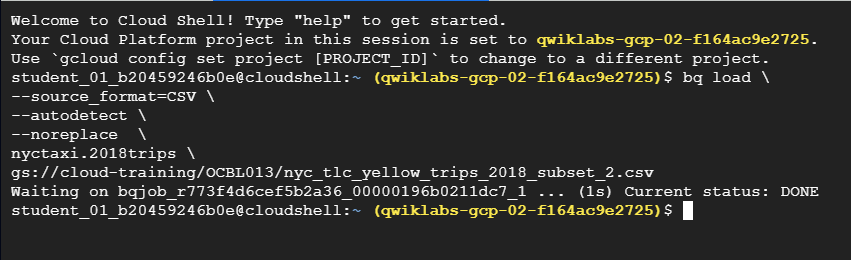 Welcome to Cloud Shell! Type "help" to get started.
Your Cloud Platform project in this session is set to qwiklabs-gcp-02-f164ac9e2725.
Use `gcloud config set project [PROJECT_ID]` to change to a different project.
student_01_b20459246b0e@cloudshell:~ (qwiklabs-gcp-02-f164ac9e2725)$ bq load \
--source_format=CSV \
--autodetect \
--noreplace  \
nyctaxi.2018trips \
gs://cloud-training/OCBL013/nyc_tlc_yellow_trips_2018_subset_2.csv
Waiting on bqjob_r773f4d6cef5b2a36_00000196b0211dc7_1 ... (1s) Current status: DONE
student_01_b20459246b0e@cloudshell:~ (qwiklabs-gcp-02-f164ac9e2725)$